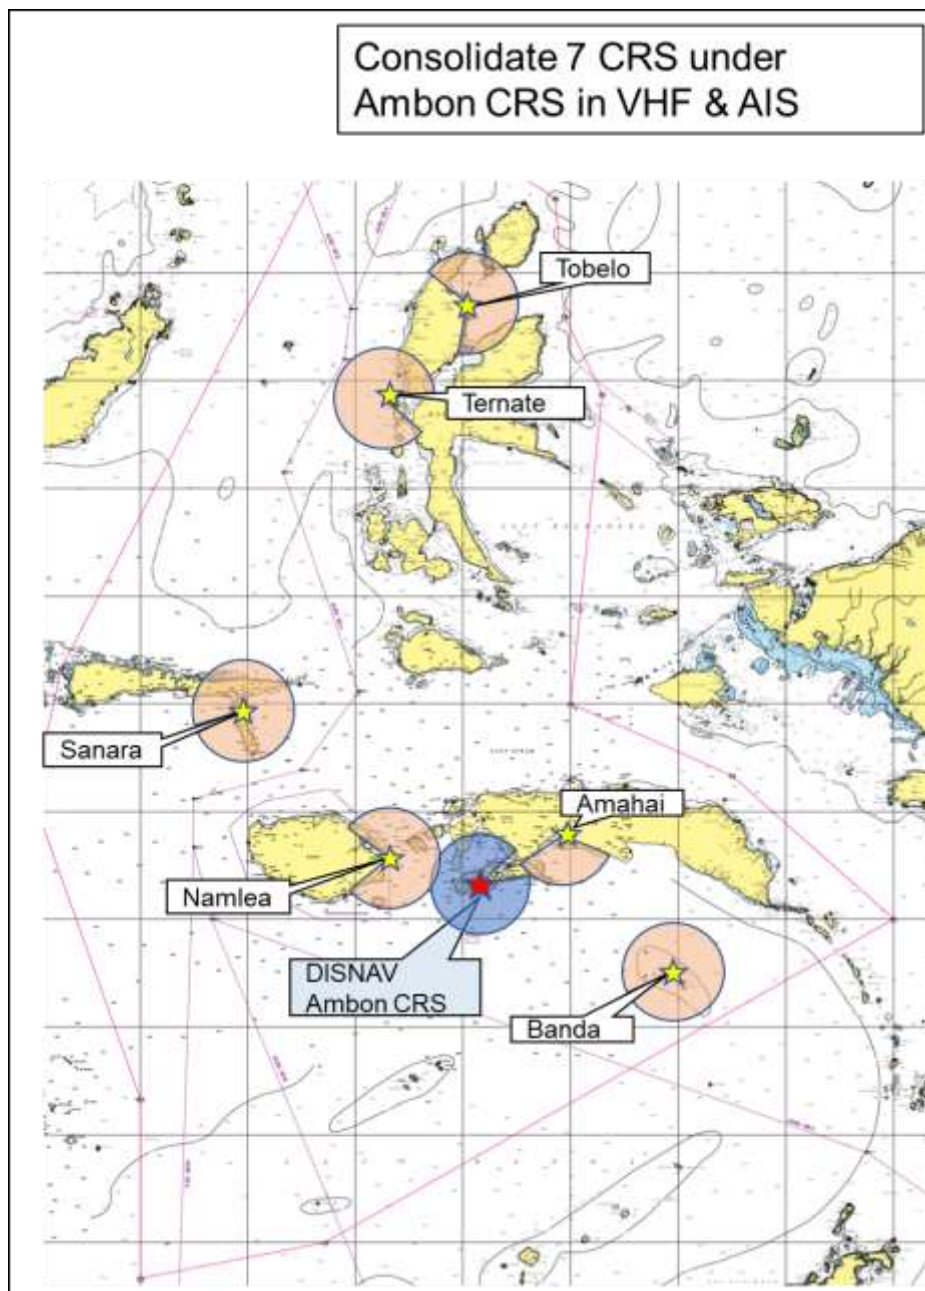 Consolidate 7 CRS under
Ambon CRS in VHF & AIS
Tobelo
Ternate
Sanara
Amahai
Namlea
DISNAV
Ambon CRS
Banda